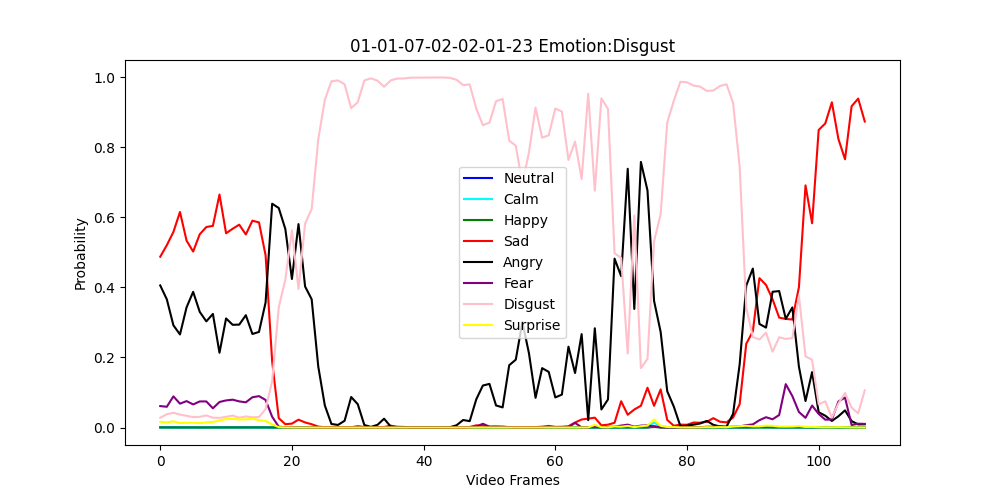 01-01-07-02-02-01-23 Emotion:Disgust
Probability
1.0
0.8
0.6
0.4
0.2
0.0
Neutral
Calm
Happy
Sad
Angry
Fear
Disgust
Surprise
0 20 40 60 80 100
Video Frames